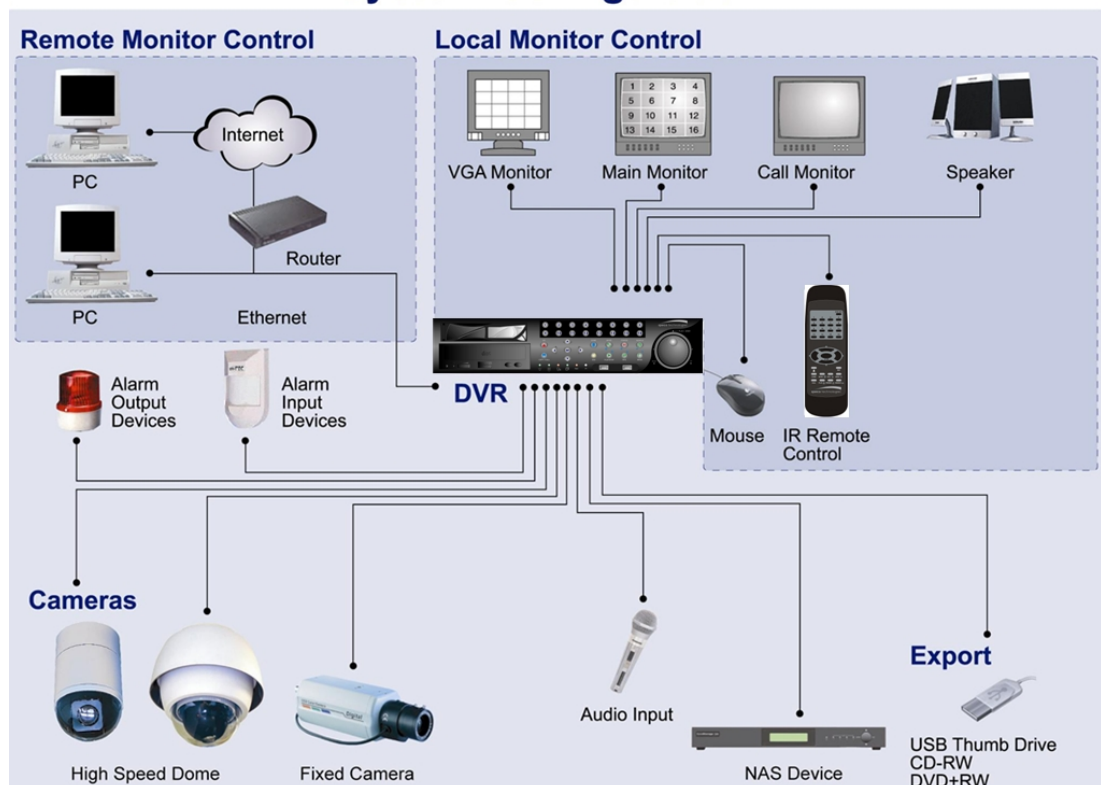 Remote Monitor Control
Local Monitor Control
Internet
PC
Router
PC
Ethernet
1 2 3 4
5 6 7 8
9 10 11 12
13 14 15 16
VGA Monitor
Main Monitor
Call Monitor
Speaker
Alarm
Output
Devices
Alarm
Input
Devices
DVR
Mouse
IR Remote
Control
Cameras
High Speed Dome
Fixed Camera
Digital
Audio Input
NAS Device
Export
USB Thumb Drive
CD-RW
DVD+RW